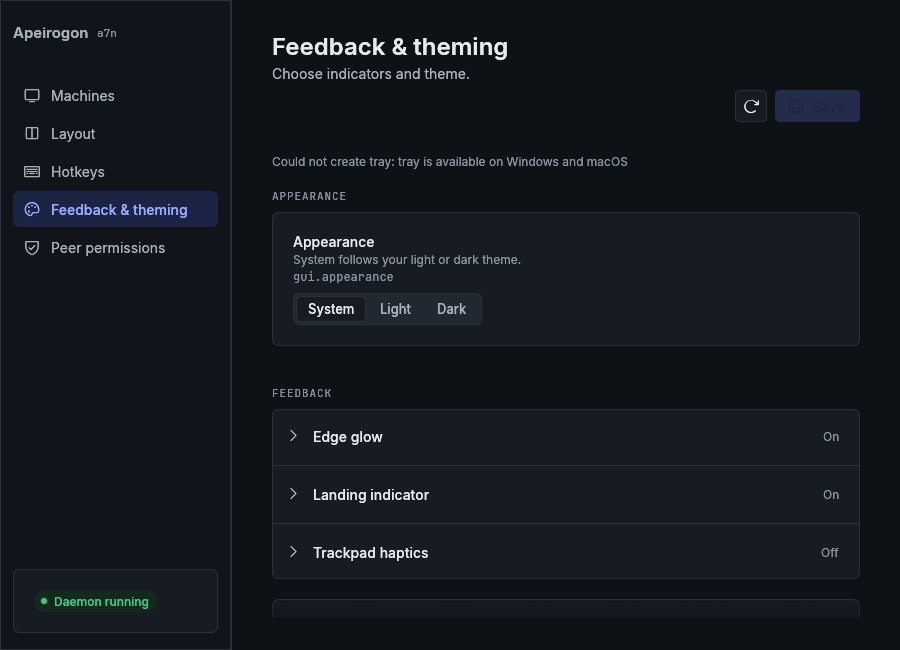 Apeirogon a7n
Machines
Layout
Hotkeys
Feedback & theming
Peer permissions
Daemon running
Feedback & theming
Choose indicators and theme.
Save
Could not create tray: tray is available on Windows and macOS
APPEARANCE
Appearance
System follows your light or dark theme.
gui.appearance
System Light Dark
FEEDBACK
Edge glow On
Landing indicator On
Trackpad haptics Off